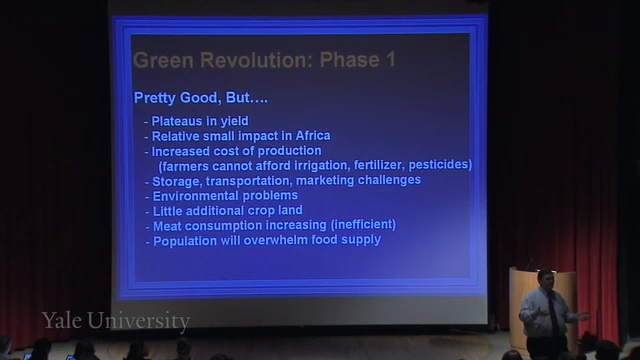 Green Revolution: Phase 1
Pretty Good, But....
- Plateaus in yield
- Relative small impact in Africa
- Increased cost of production
(farmers cannot afford irrigation, fertilizer, pesticides)
- Storage, transportation, marketing challenges
- Environmental problems
- Little additional crop land
- Meat consumption increasing (inefficient)
- Population will overwhelm food supply
Yale University